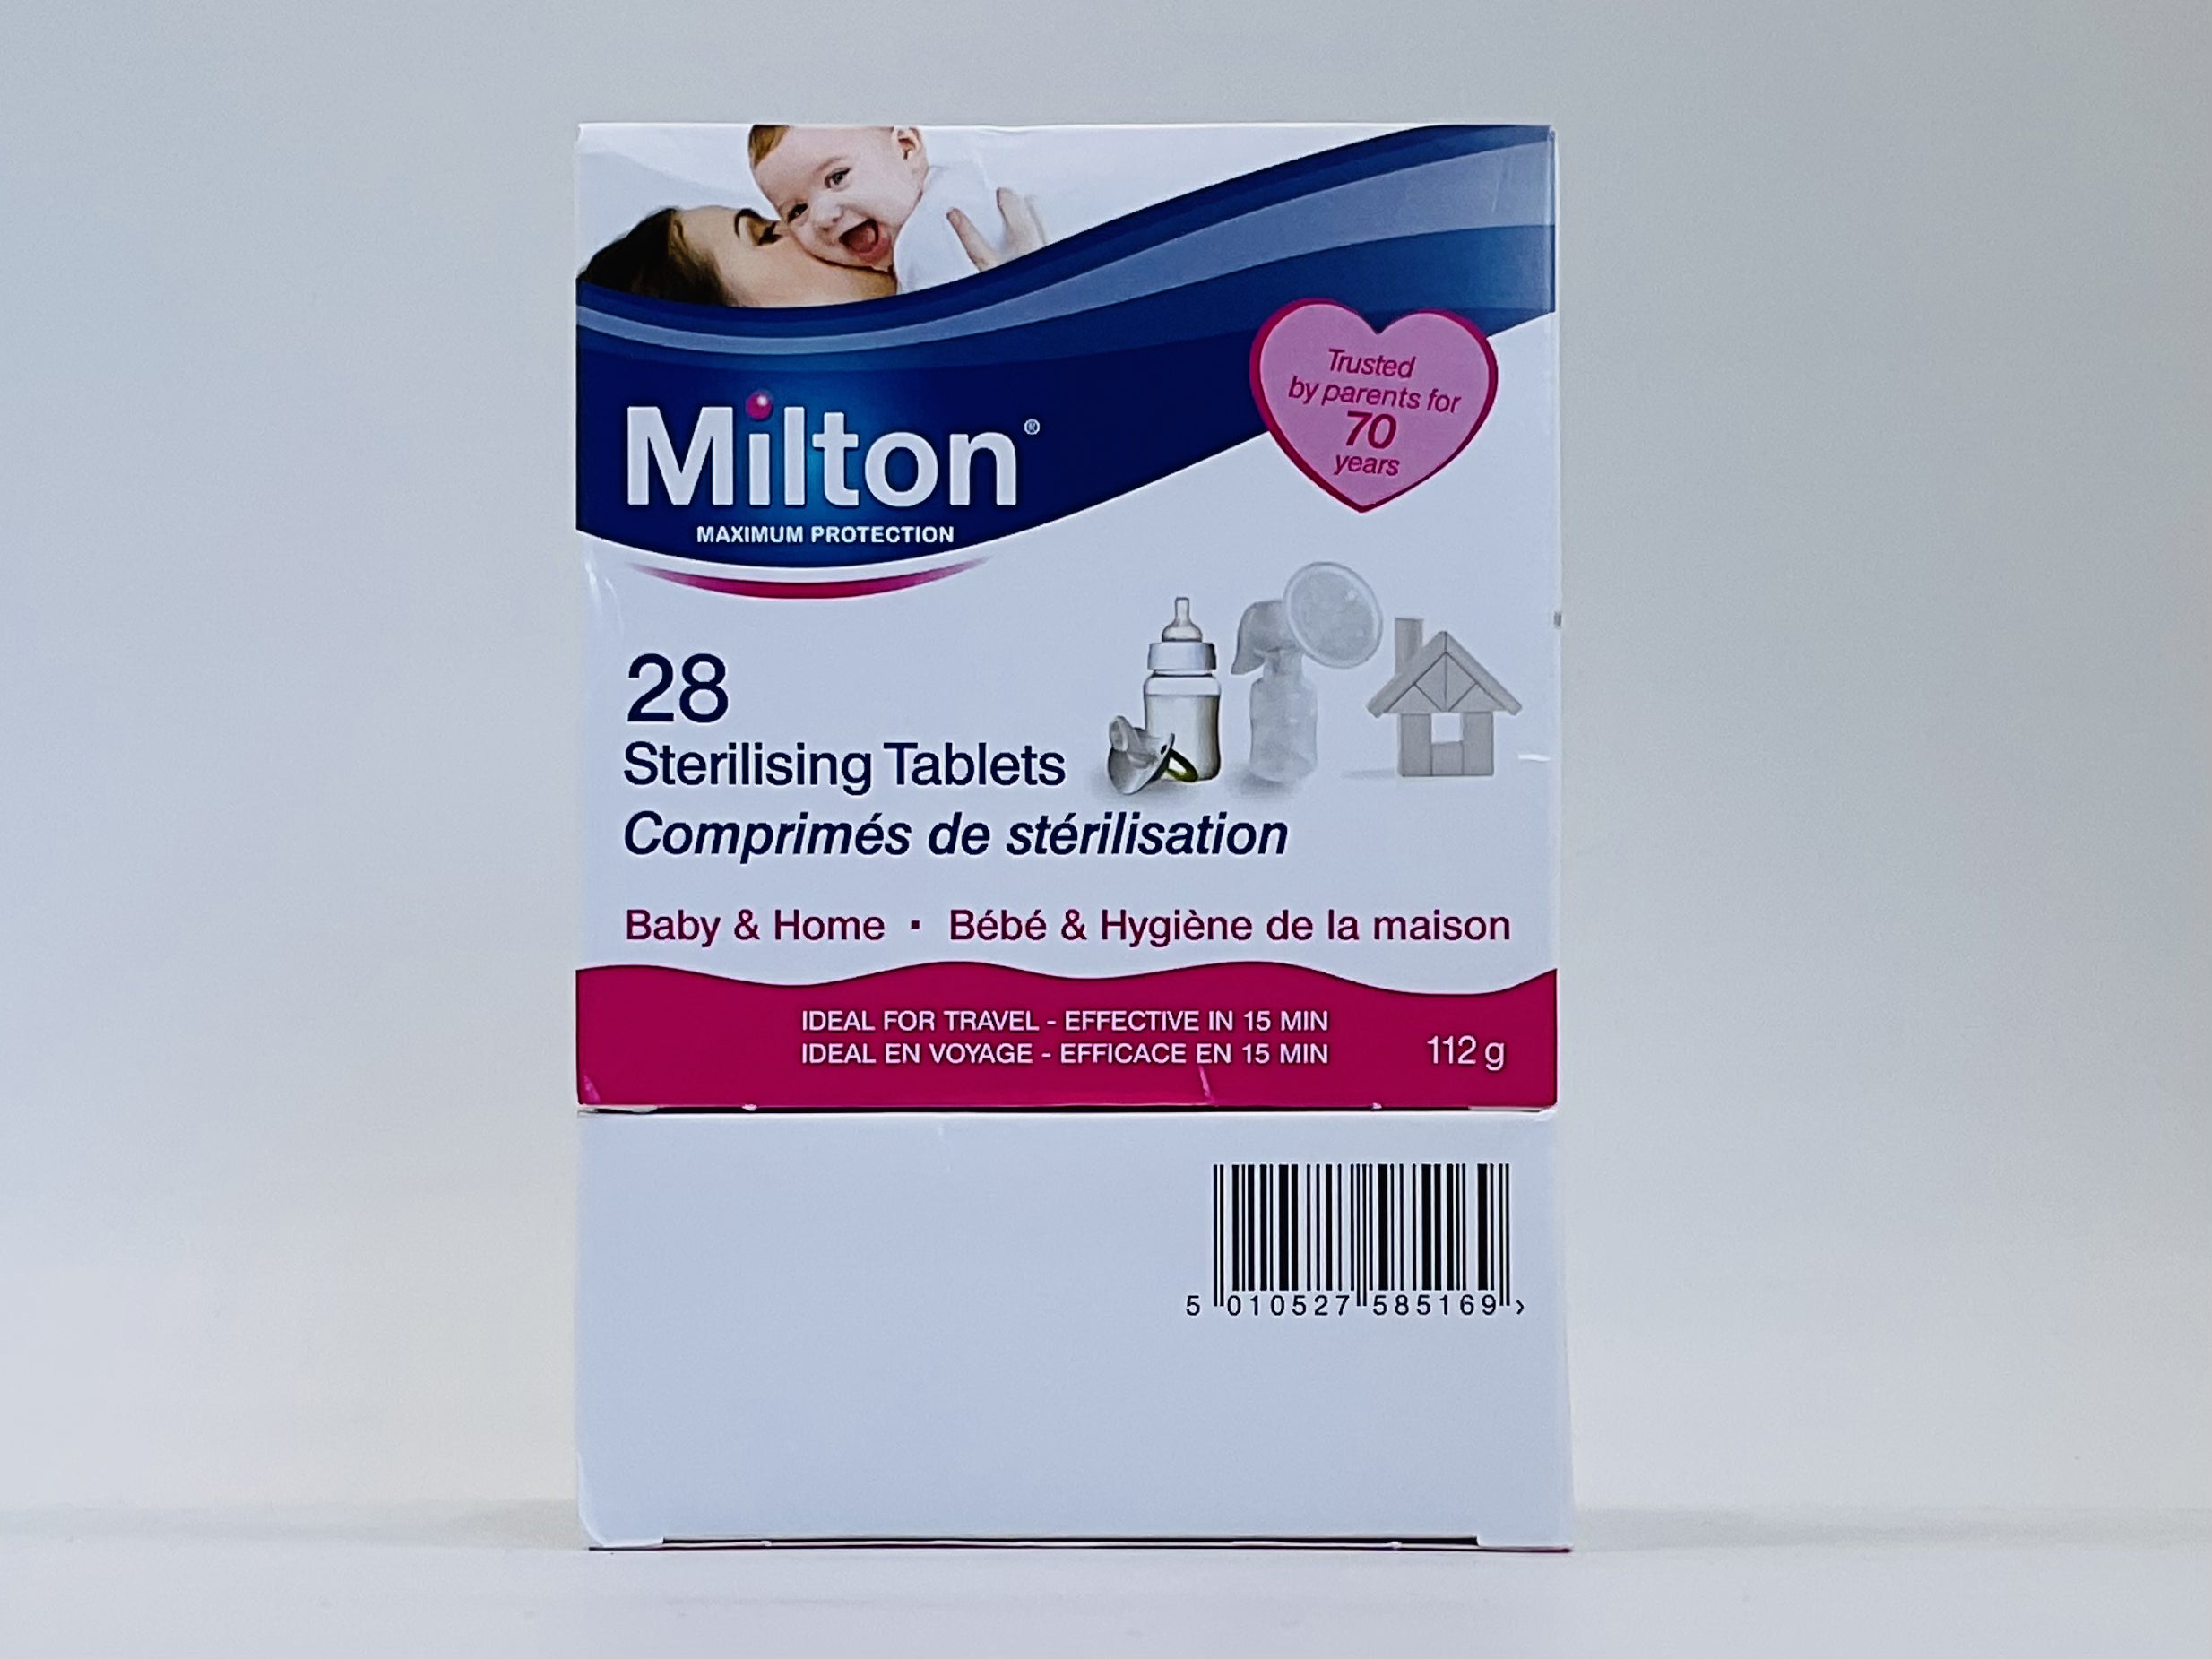 Trusted
by parents for
70
years
Milton®
MAXIMUM PROTECTION
28
Sterilising Tablets
Comprimés de stérilisation
Baby & Home · Bébé & Hygiène de la maison
IDEAL FOR TRAVEL - EFFECTIVE IN 15 MIN
IDEAL EN VOYAGE - EFFICACE EN 15 MIN
112 g
5 010527 585169 >